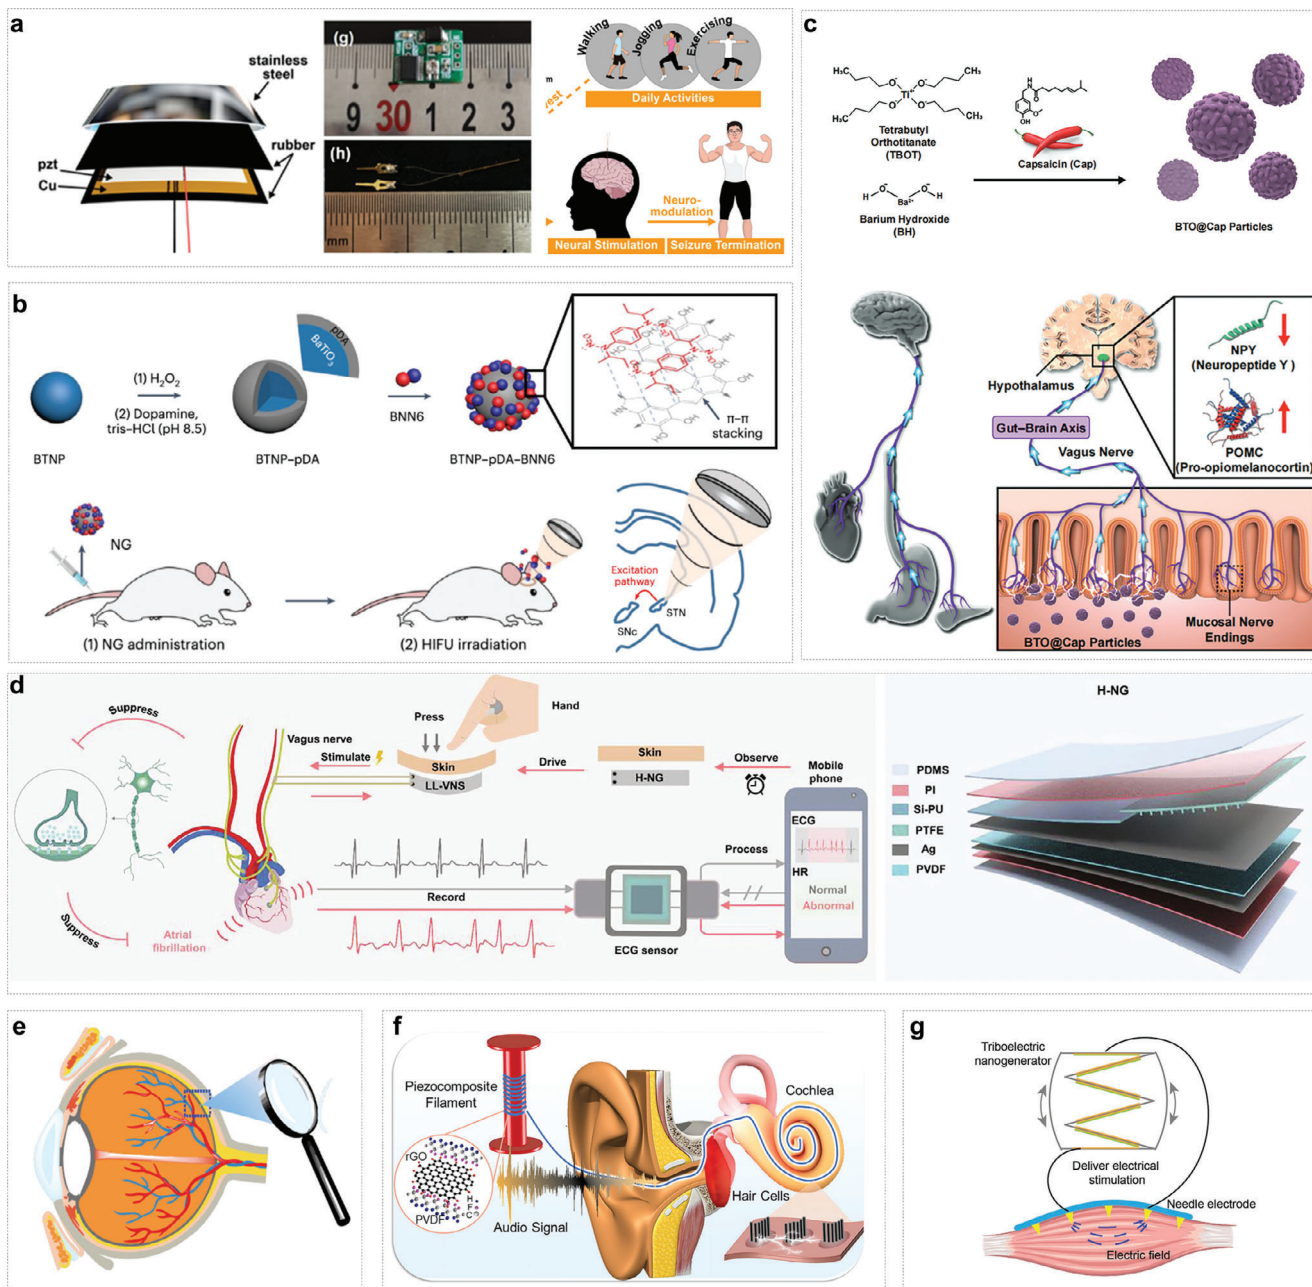 a
stainless
steel
rubber
pzt
Cu
(g)
9 30 1 2 3
(h)
mm
Walking
Jogging
Exercising
Daily Activities
Neuro-
modulation
Neural Stimulation
Seizure Termination
b
pDA
BaTiO3
(1) H2O2
(2) Dopamine,
tris-HCl (pH 8.5)
BNN6
π–π
stacking
BTNP
BTNP–pDA
BTNP–pDA–BNN6
NG
Excitation
pathway
STN
SNc
(1) NG administration
(2) HIFU irradiation
c
H3C
CH3
H3C
CH3
Tetrabutyl
Orthotitanate
(TBOT)
Capsaicin (Cap)
Barium Hydroxide
(BH)
BTO@Cap Particles
NPY
(Neuropeptide Y )
Hypothalamus
Gut–Brain Axis
Vagus Nerve
POMC
(Pro-opiomelanocortin)
Mucosal Nerve
Endings
BTO@Cap Particles
d
Suppress
Vagus nerve
Stimulate
Press
Hand
Skin
LL-VNS
Drive
Skin
H-NG
Observe
Mobile
phone
ECG
HR
Normal
Abnormal
Process
Record
ECG sensor
Suppress
Atrial
fibrillation
H-NG
PDMS
PI
Si-PU
PTFE
Ag
PVDF
e
f
Piezocomposite
Filament
rGO
PVDF
H
F
C
Audio Signal
Cochlea
Hair Cells
g
Triboelectric
nanogenerator
Deliver electrical
stimulation
Needle electrode
Electric field